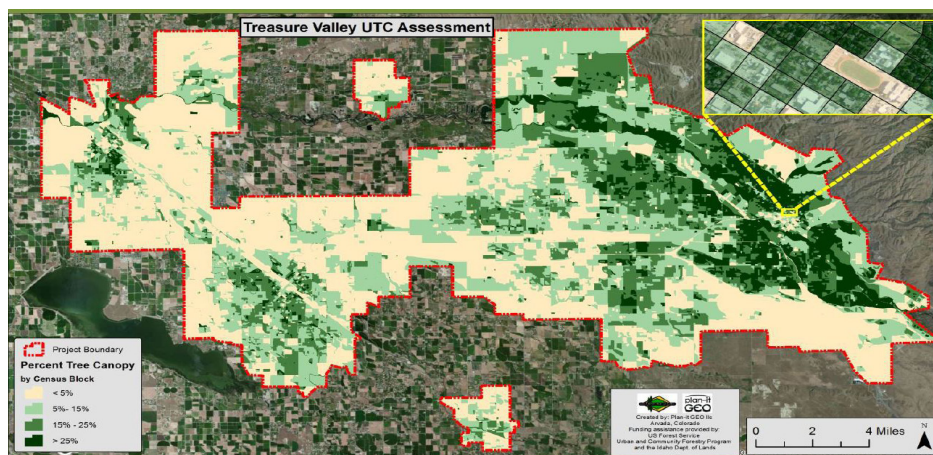 Treasure Valley UTC Assessment
Project Boundary
Percent Tree Canopy
by Census Block
< 5%
5%- 15%
15% - 25%
> 25%
plan-it
GEO
Created by: Plan-It GEO llc
Arvada, Colorado
Funding assistance provided by:
US Forest Service
Urban and Community Forestry Program
and the Idaho Dept. of Lands
0 2 4 Miles
N